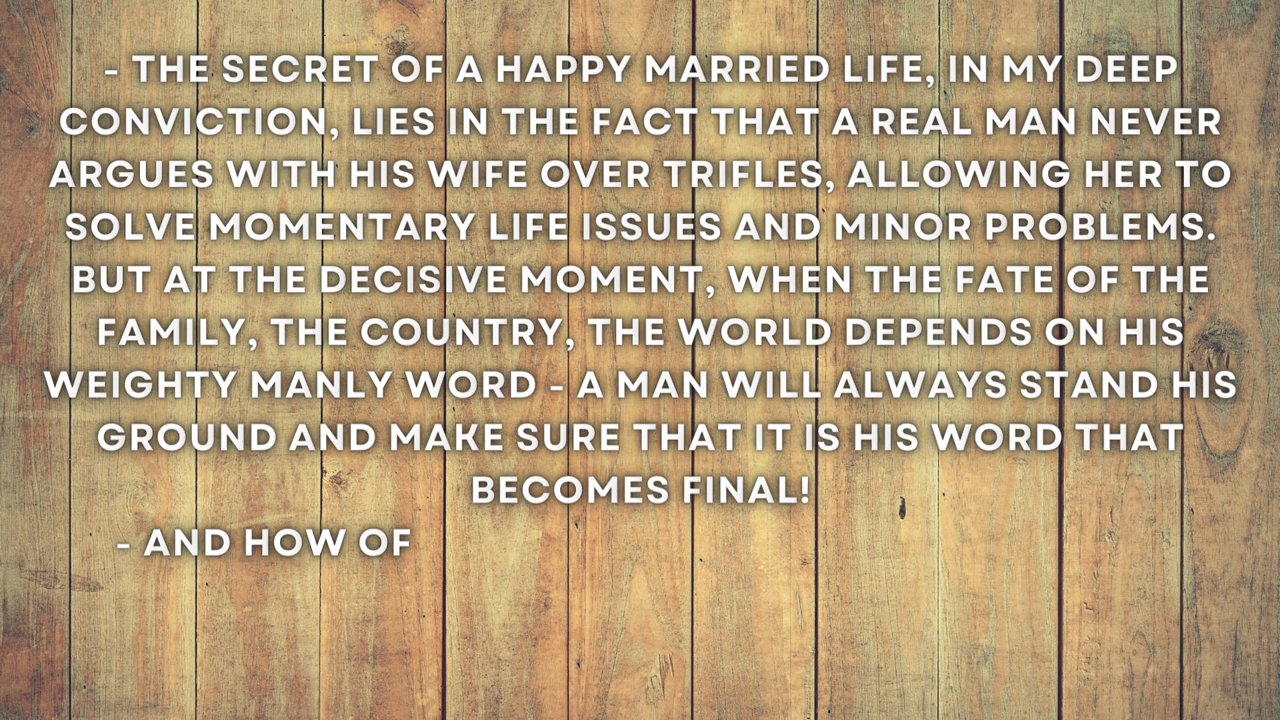 - THE SECRET OF A HAPPY MARRIED LIFE, IN MY DEEP
CONVICTION, LIES IN THE FACT THAT A REAL MAN NEVER
ARGUES WITH HIS WIFE OVER TRIFLES, ALLOWING HER TO
SOLVE MOMENTARY LIFE ISSUES AND MINOR PROBLEMS.
BUT AT THE DECISIVE MOMENT, WHEN THE FATE OF THE
FAMILY, THE COUNTRY, THE WORLD DEPENDS ON HIS
WEIGHTY MANLY WORD - A MAN WILL ALWAYS STAND HIS
GROUND AND MAKE SURE THAT IT IS HIS WORD THAT
BECOMES FINAL!
- AND HOW OF